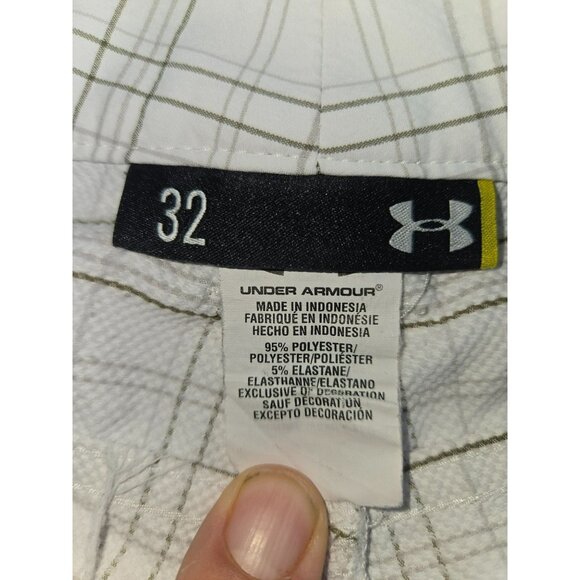 32
UNDER ARMOUR®
MADE IN INDONESIA
FABRIQUÉ EN INDONÉSIE
HECHO EN INDONESIA
95% POLYESTER/
POLYESTER/POLIÉSTER
5% ELASTANE/
ELASTHANNE/ELASTANO
EXCLUSIVE OF DECORATION
SAUF DÉCORATION
EXCEPTO DECORACIÓN